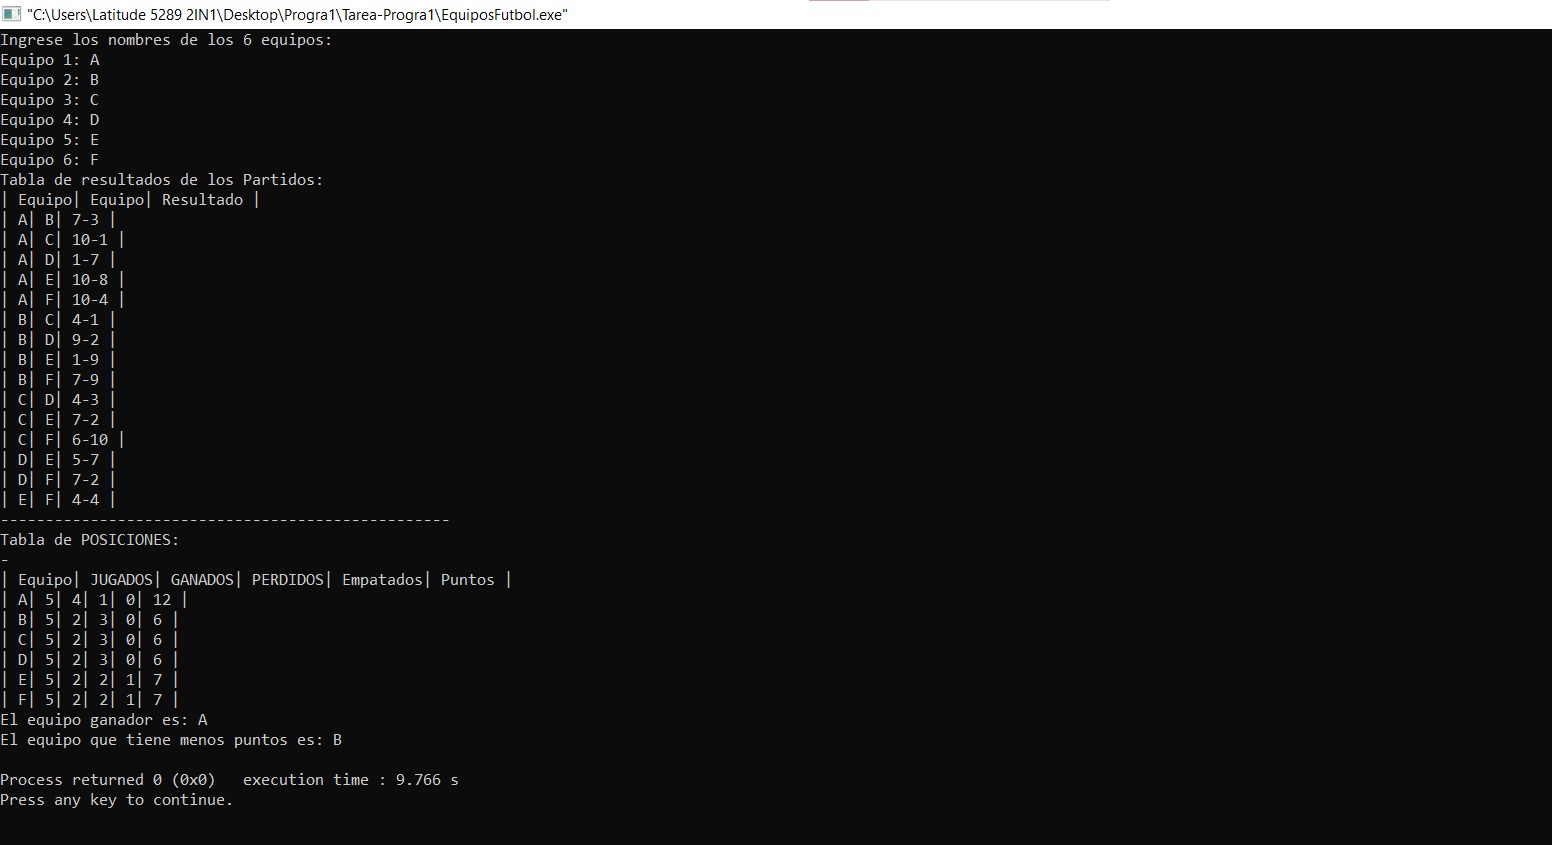 "C:\Users\Latitude 5289 2IN1\Desktop\Progra1\Tarea-Progra1\EquiposFutbol.exe"
Ingrese los nombres de los 6 equipos:
Equipo 1: A
Equipo 2: B
Equipo 3: C
Equipo 4: D
Equipo 5: E
Equipo 6: F
Tabla de resultados de los Partidos:
| Equipo| Equipo| Resultado |
| A| B| 7-3 |
| A| C| 10-1 |
| A| D| 1-7 |
| A| E| 10-8 |
| A| F| 10-4 |
| B| C| 4-1 |
| B| D| 9-2 |
| B| E| 1-9 |
| B| F| 7-9 |
| C| D| 4-3 |
| C| E| 7-2 |
| C| F| 6-10 |
| D| E| 5-7 |
| D| F| 7-2 |
| E| F| 4-4 |
--------------------------------------------------
Tabla de POSICIONES:
-
| Equipo| JUGADOS| GANADOS| PERDIDOS| Empatados| Puntos |
| A| 5| 4| 1| 0| 12 |
| B| 5| 2| 3| 0| 6 |
| C| 5| 2| 3| 0| 6 |
| D| 5| 2| 3| 0| 6 |
| E| 5| 2| 2| 1| 7 |
| F| 5| 2| 2| 1| 7 |
El equipo ganador es: A
El equipo que tiene menos puntos es: B
Process returned 0 (0x0)   execution time : 9.766 s
Press any key to continue.